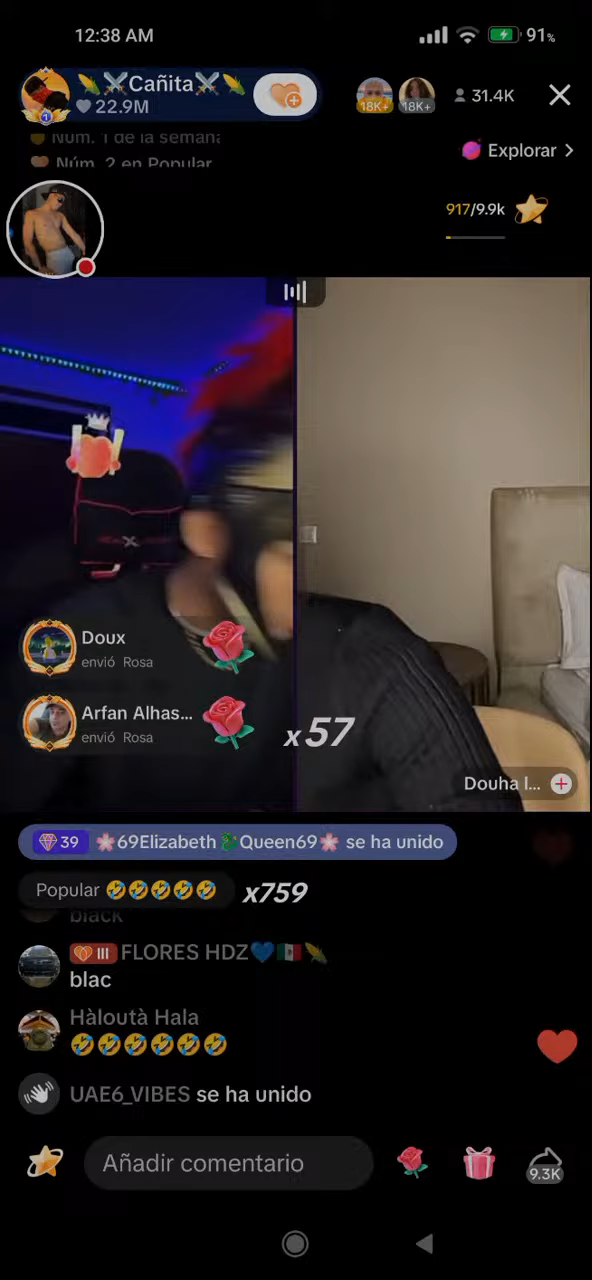 12:38 AM
91%
🌽⚔Cañita⚔🌽
22.9M
18K+
18K+
31.4K
Núm. 1 de la semana
Núm. 2 en Popular
Explorar
917/9.9k
Doux
envió Rosa
Arfan Alhas...
envió Rosa
x57
Douha l...
39 🌸69Elizabeth🐉Queen69🌸 se ha unido
Popular 🤣🤣🤣🤣🤣 x759
black
III FLORES HDZ💙🇲🇽🌽
blac
Hàloutà Hala
🤣🤣🤣🤣🤣🤣
UAE6_VIBES se ha unido
Añadir comentario
9.3K